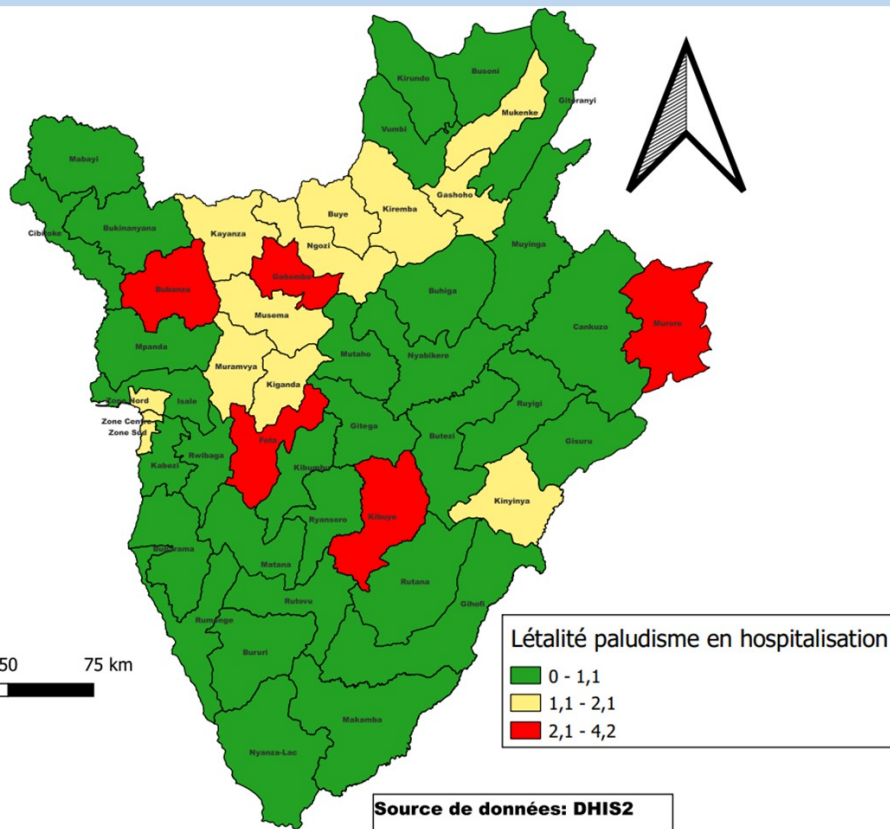 Kirundo
Busoni
Giteranyi
Mukenke
Vumbi
Mabayi
Gashoho
Kiremba
Buye
Kayanza
Cibitoke
Bukinanyana
Ngozi
Muyinga
Gahombo
Bubanza
Buhiga
Musema
Cankuzo
Murore
Mpanda
Mutaho
Nyabikere
Muramvya
Kiganda
Zone Nord
Isale
Ruyigi
Zone Centre
Zone Sud
Fota
Gitega
Butezi
Gisuru
Rwibaga
Kabezi
Kibumbu
Kinyinya
Ryansoro
Kibuye
Bugarama
Matana
Rutana
Rutovu
Gihofi
Rumonge
Bururi
Makamba
Nyanza-Lac
50 75 km
Létalité paludisme en hospitalisation
0 - 1,1
1,1 - 2,1
2,1 - 4,2
Source de données: DHIS2